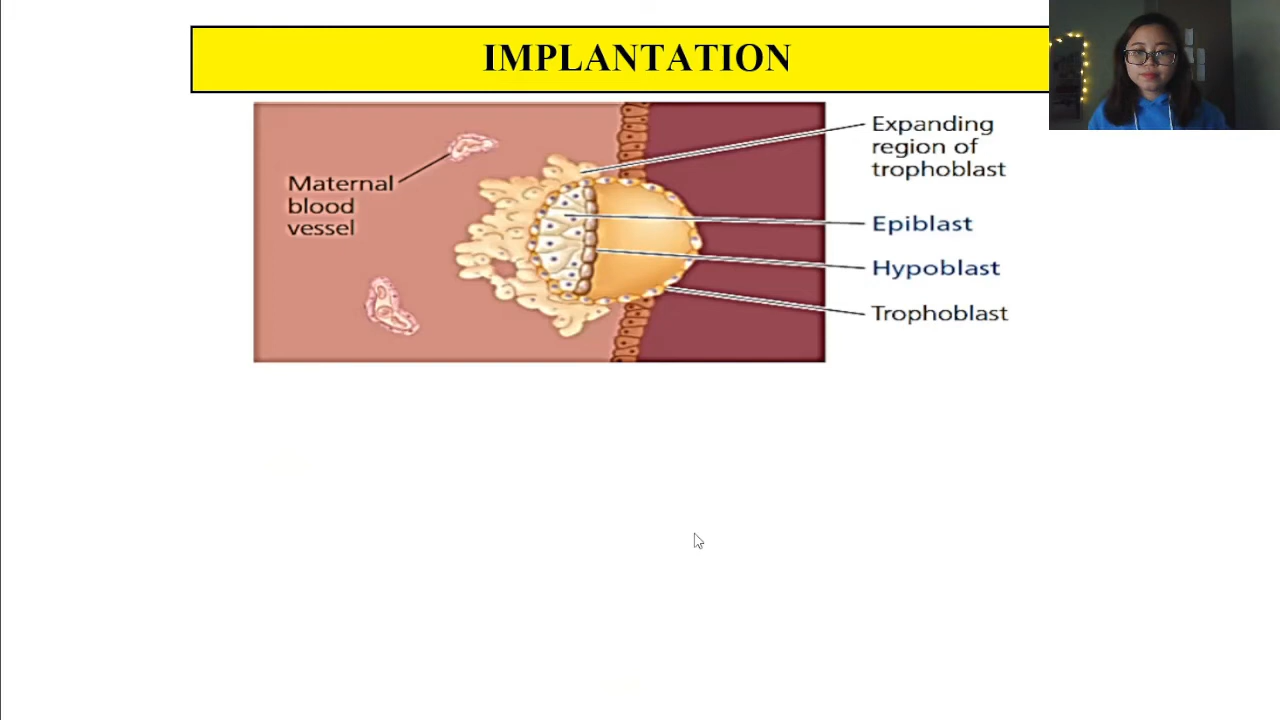 IMPLANTATION
Maternal
blood
vessel
Expanding
region of
trophoblast
Epiblast
Hypoblast
Trophoblast